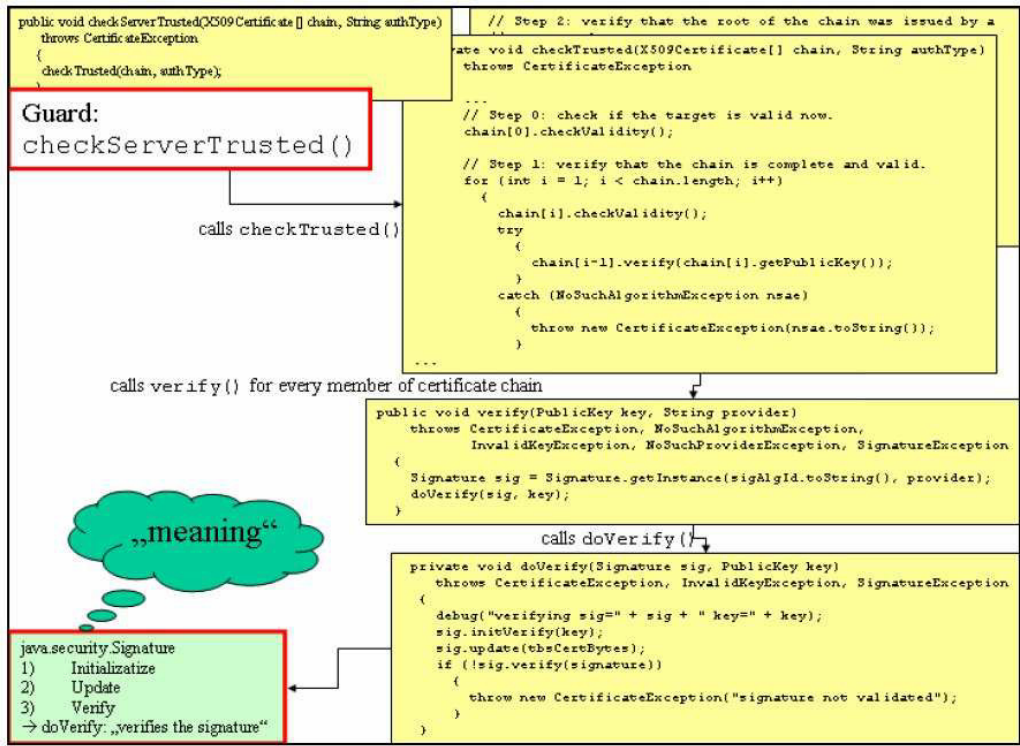 public void checkServerTrusted(X509Certificate [] chain, String authType)
throws CertificateException
{
checkTrusted(chain, authType);
Guard:
checkServerTrusted()
// Step 2: verify that the root of the chain was issued by a
vate void checkTrusted(X509Certificate[] chain, String authType)
throws CertificateException
...
// Step 0: check if the target is valid now.
chain[0].checkValidity();
// Step 1: verify that the chain is complete and valid.
for (int i = 1; i < chain.length; i++)
{
chain[i].checkValidity();
try
{
chain[i-1].verify(chain[i].getPublicKey());
}
catch (NoSuchAlgorithmException nsae)
{
throw new CertificateException(nsae.toString());
}
...
calls checkTrusted()
calls verify() for every member of certificate chain
public void verify(PublicKey key, String provider)
throws CertificateException, NoSuchAlgorithmException,
InvalidKeyException, NoSuchProviderException, SignatureException
{
Signature sig = Signature.getInstance(sigAlgId.toString(), provider);
doVerify(sig, key);
}
calls doVerify()
private void doVerify(Signature sig, PublicKey key)
throws CertificateException, InvalidKeyException, SignatureException
{
debug("verifying sig=" + sig + " key=" + key);
sig.initVerify(key);
sig.update(tbsCertBytes);
if (!sig.verify(signature))
{
throw new CertificateException("signature not validated");
}
}
„meaning“
java.security.Signature
1) Initializatize
2) Update
3) Verify
→ doVerify: „verifies the signature“